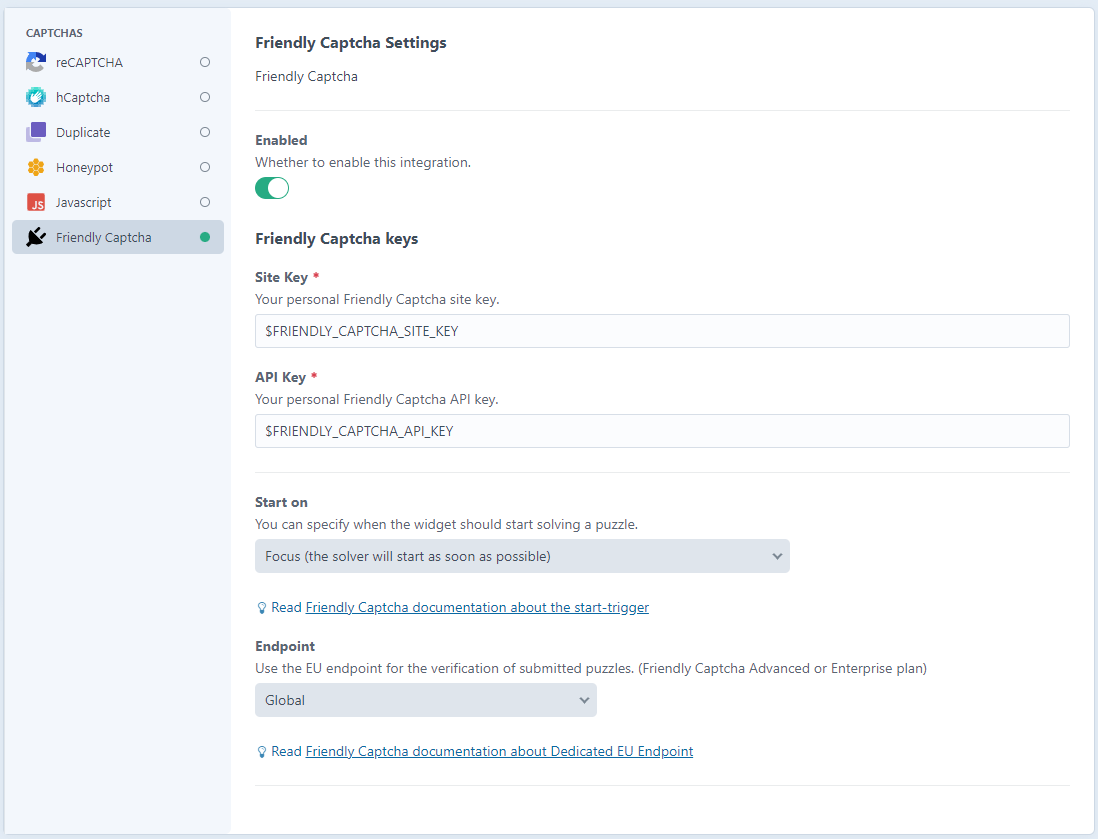 CAPTCHAS
reCAPTCHA
hCaptcha
Duplicate
Honeypot
JS
Javascript
Friendly Captcha
Friendly Captcha Settings
Friendly Captcha
Enabled
Whether to enable this integration.
Friendly Captcha keys
Site Key *
Your personal Friendly Captcha site key.
$FRIENDLY_CAPTCHA_SITE_KEY
API Key *
Your personal Friendly Captcha API key.
$FRIENDLY_CAPTCHA_API_KEY
Start on
You can specify when the widget should start solving a puzzle.
Focus (the solver will start as soon as possible)
Read Friendly Captcha documentation about the start-trigger
Endpoint
Use the EU endpoint for the verification of submitted puzzles. (Friendly Captcha Advanced or Enterprise plan)
Global
Read Friendly Captcha documentation about Dedicated EU Endpoint